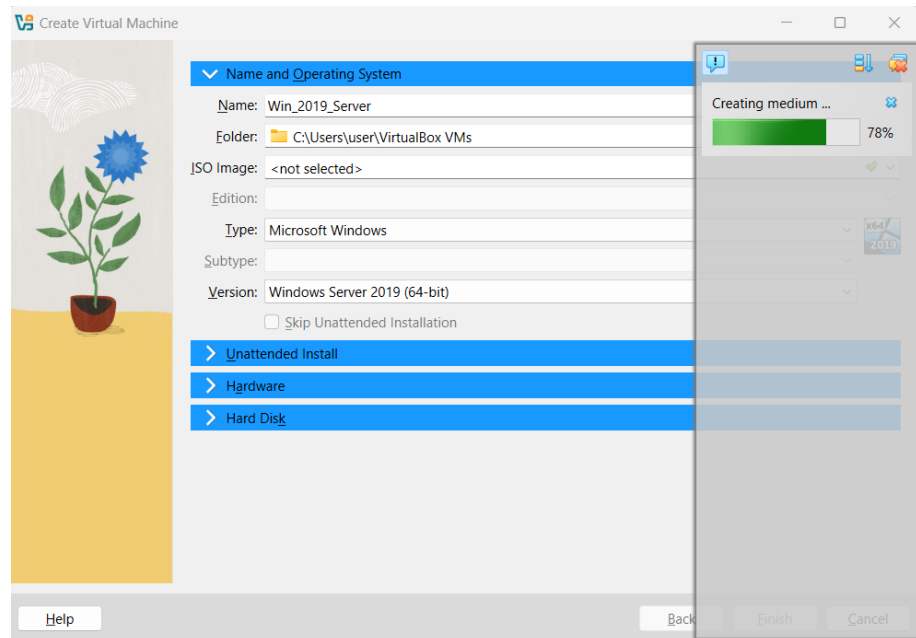 Create Virtual Machine
Name and Operating System
Creating medium ...
78%
Name: Win_2019_Server
Folder: C:\Users\user\VirtualBox VMs
ISO Image: <not selected>
Edition:
Type: Microsoft Windows
x64
2019
Subtype:
Version: Windows Server 2019 (64-bit)
Skip Unattended Installation
Unattended Install
Hardware
Hard Disk
Help
Back
Finish
Cancel